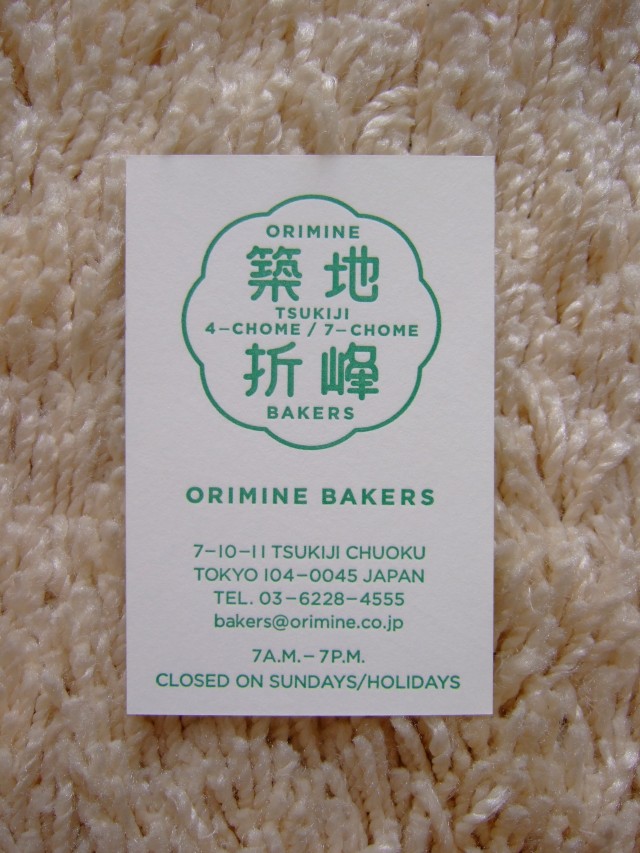 ORIMINE
築地
TSUKIJI
4-CHOME / 7-CHOME
折峰
BAKERS
ORIMINE BAKERS
7-10-11 TSUKIJI CHUOKU
TOKYO 104-0045 JAPAN
TEL. 03-6228-4555
bakers@orimine.co.jp
7A.M.-7P.M.
CLOSED ON SUNDAYS/HOLIDAYS